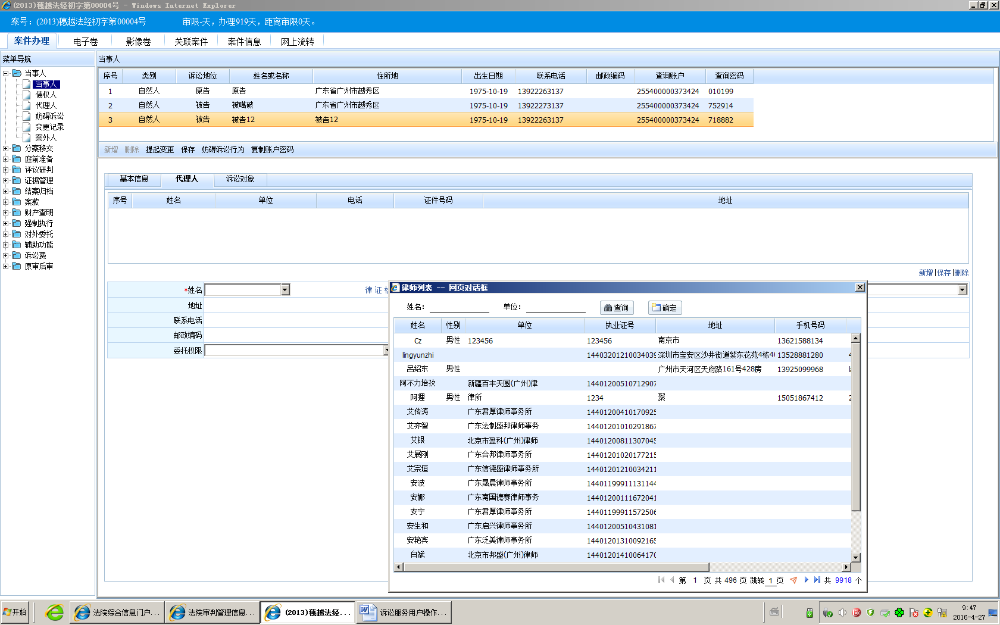 (2013)穗越法经初字第00004号 - Windows Internet Explorer
案号：(2013)穗越法经初字第00004号 审限-天，办理919天，距离审限0天。
案件办理 电子卷 影像卷 关联案件 案件信息 网上流转
菜单导航
当事人
当事人
债权人
代理人
妨碍诉讼
变更记录
案外人
分案移交
庭前准备
评议研判
证据管理
结案归档
案款
财产查明
强制执行
对外委托
辅助功能
诉讼费
原审后审
当事人
序号 类别 诉讼地位 姓名或名称 住所地 出生日期 联系电话 邮政编码 查询账户 查询密码
1 自然人 原告 原告 广东省广州市越秀区 1975-10-19 13922263137 255400000373424 010199
2 自然人 被告 被噶破 广东省广州市越秀区 1975-10-19 13922273137 255400000373424 752914
3 自然人 被告 被告12 被告12 1975-10-19 13922263137 255400000373424 718882
新增 删除 提起变更 保存 妨碍诉讼行为 复制账户密码
基本信息 代理人 诉讼对象
序号 姓名 单位 电话 证件号码 地址
新增|保存|删除
*姓名 律 证
地址
联系电话
邮政编码
委托权限
律师列表 -- 网页对话框
姓名： 单位： 查询 确定
姓名 性别 单位 执业证号 地址 手机号码
Cz 男性 123456 123456 南京市 13621588134
lingyunzhi 14403201210034039 深圳市宝安区沙井街道紫东花苑4栋4 13528881280
呂绍东 男性 广州市天河区天府路161号428房 13925099968
阿不力培孜 新疆百丰天圆(广州)律 14401200510712907
阿狸 男性 律所 1234 聚 15051867412
艾传涛 广东君厚律师事务所 14401200410170925
艾齐智 广东法制盛邦律师事务 14401201010291867
艾银 北京市盈科(广州)律师 14401200811307045
艾展刚 广东合邦律师事务所 14401201020177215
艾宗垣 广东信德盛律师事务所 14401201210034211
安波 广东晟晨律师事务所 14401199911131144
安娜 广东南国德赛律师事务 14401200111672041
安宁 广东君厚律师事务所 14401199911572506
安生和 广东启兴律师事务所 14401200510431081
安艳宾 广东泛美律师事务所 14401201310092165
白斌 北京市邦盛(广州)律师 14401201410064170
第 1 页 共 496 页 跳转 1 页 共 9918 个
开始 法院综合信息门户... 法院审判管理信息... (2013)穗越法经... 诉讼服务用户操作... 9:47
2016-4-27